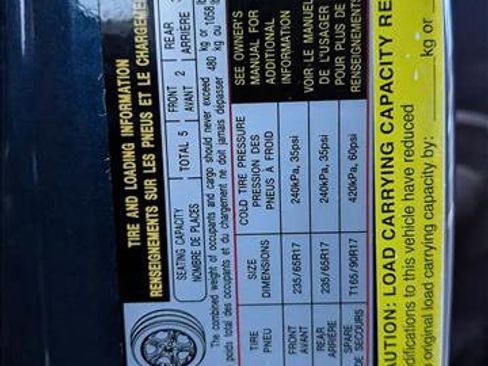 TIRE AND LOADING INFORMATION
RENSEIGNEMENTS SUR LES PNEUS ET LE CHARGEMENT
SEATING CAPACITY
NOMBRE DE PLACES
TOTAL 5
FRONT
AVANT
2
REAR
ARRIÈRE
The combined weight of occupants and cargo should never exceed 480 kg or 1058
poids total des occupants et du chargement ne doit jamais dépasser 480 kg ou 1058
TIRE
PNEU
SIZE
DIMENSIONS
COLD TIRE PRESSURE
PRESSION DES
PNEUS À FROID
FRONT
AVANT
235/65R17
240kPa, 35psi
REAR
ARRIÈRE
235/65R17
240kPa, 35psi
SPARE
DE SECOURS
T165/90R17
420kPa, 60psi
SEE OWNER'S
MANUAL FOR
ADDITIONAL
INFORMATION
VOIR LE MANUEL
DE L'USAGER
POUR PLUS DE
RENSEIGNEMENTS
CAUTION: LOAD CARRYING CAPACITY RE
difications to this vehicle have reduced
original load carrying capacity by:
kg or